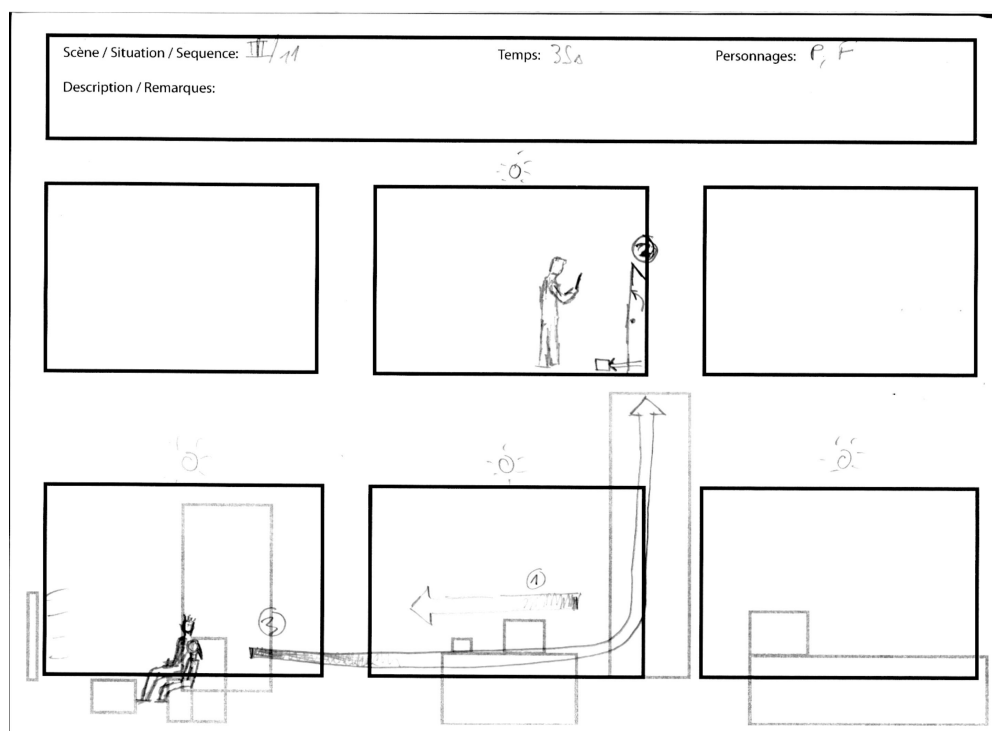 Scène / Situation / Sequence: III/11 Temps: 35s Personnages: P, F
Description / Remarques:
2
3
1